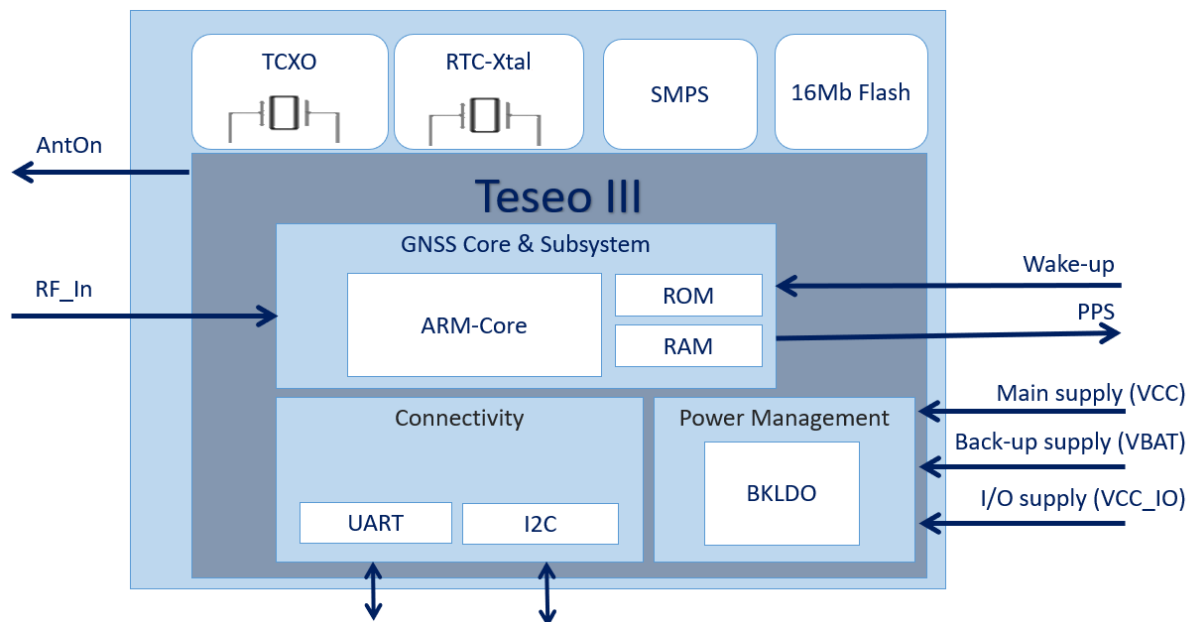 TCXO
RTC-Xtal
SMPS
16Mb Flash
AntOn
Teseo III
GNSS Core & Subsystem
RF_In
ARM-Core
ROM
RAM
Wake-up
PPS
Connectivity
UART
I2C
Power Management
BKLDO
Main supply (VCC)
Back-up supply (VBAT)
I/O supply (VCC_IO)